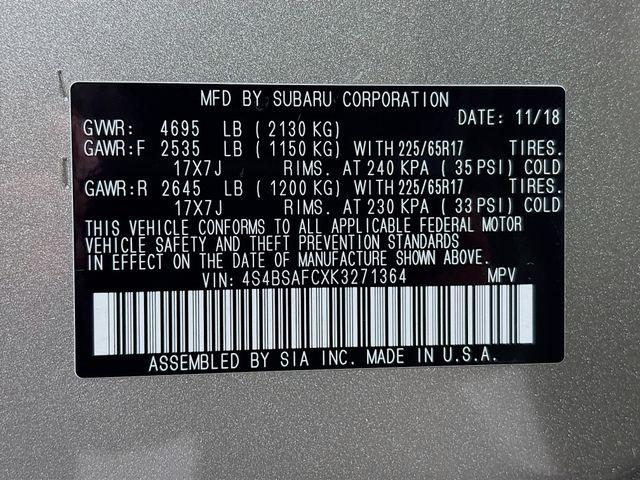 MFD BY SUBARU CORPORATION
DATE: 11/18
GVWR: 4695 LB (2130 KG)
GAWR:F 2535 LB (1150 KG) WITH 225/65R17 TIRES.
17X7J RIMS. AT 240 KPA (35 PSI) COLD
GAWR:R 2645 LB (1200 KG) WITH 225/65R17 TIRES.
17X7J RIMS. AT 230 KPA (33 PSI) COLD
THIS VEHICLE CONFORMS TO ALL APPLICABLE FEDERAL MOTOR
VEHICLE SAFETY AND THEFT PREVENTION STANDARDS
IN EFFECT ON THE DATE OF MANUFACTURE SHOWN ABOVE.
VIN: 4S4BSAFCXK3271364 MPV
ASSEMBLED BY SIA INC. MADE IN U.S.A.